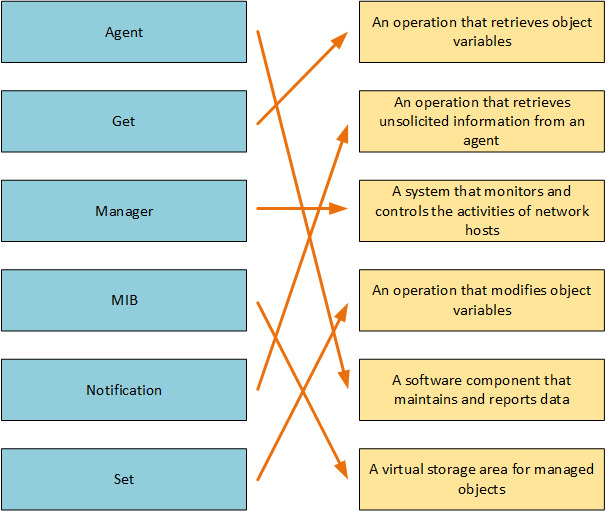 Agent
An operation that retrieves object
variables
Get
An operation that retrieves
unsolicited information from an
agent
Manager
A system that monitors and
controls the activities of network
hosts
MIB
An operation that modifies object
variables
Notification
A software component that
maintains and reports data
Set
A virtual storage area for managed
objects